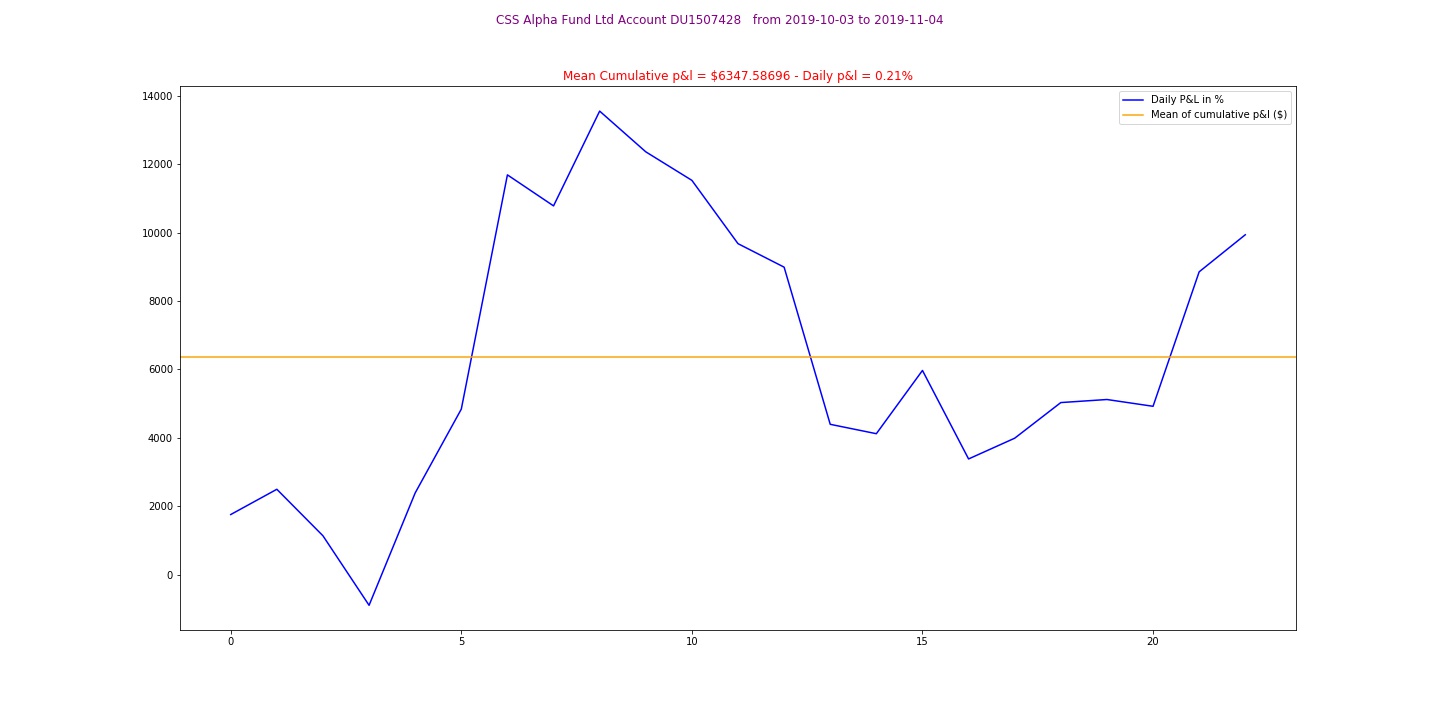 CSS Alpha Fund Ltd Account DU1507428   from 2019-10-03 to 2019-11-04
Mean Cumulative p&l = $6347.58696 - Daily p&l = 0.21%
Daily P&L in %
Mean of cumulative p&l ($)
14000
12000
10000
8000
6000
4000
2000
0
0 5 10 15 20